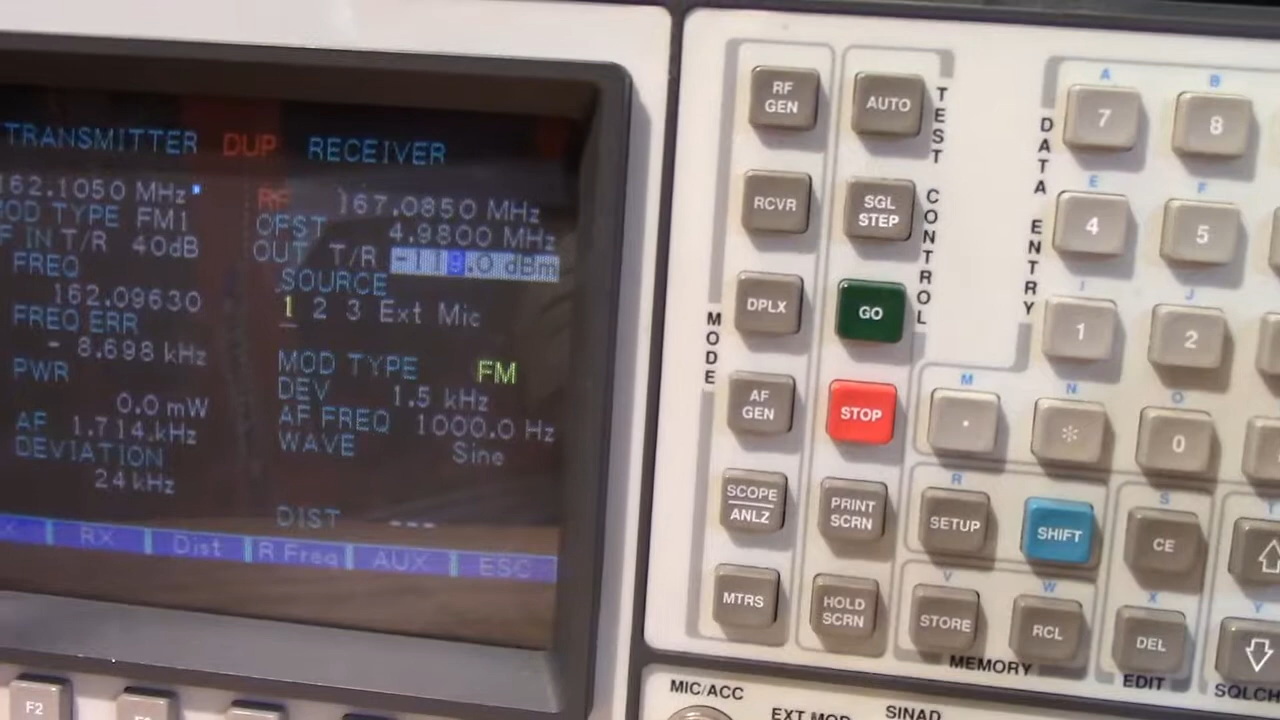 TRANSMITTER DUP RECEIVER
162.1050 MHz
MOD TYPE FM1
IN T/R 40dB
FREQ
162.09630
FREQ ERR
- 8.698 kHz
PWR
0.0 mW
AF 1.714 kHz
DEVIATION
24 kHz
RF 167.0850 MHz
OFST 4.9800 MHz
OUT T/R -119.0 dBm
SOURCE
1 2 3 Ext Mic
MOD TYPE FM
DEV 1.5 kHz
AF FREQ 1000.0 Hz
WAVE Sine
DIST ---
RX Dist R Freq AUX ESC
F2
MODE
RF GEN
RCVR
DPLX
AF GEN
SCOPE
ANLZ
MTRS
TEST CONTROL
AUTO
SGL STEP
GO
STOP
PRINT SCRN
HOLD SCRN
DATA ENTRY
A B
7 8
E F
4 5
I J
1 2
M N O
. * 0
R S T
SETUP SHIFT CE
V W X Y
STORE RCL DEL
MEMORY EDIT SQLCH
MIC/ACC
EXT MOD
SINAD